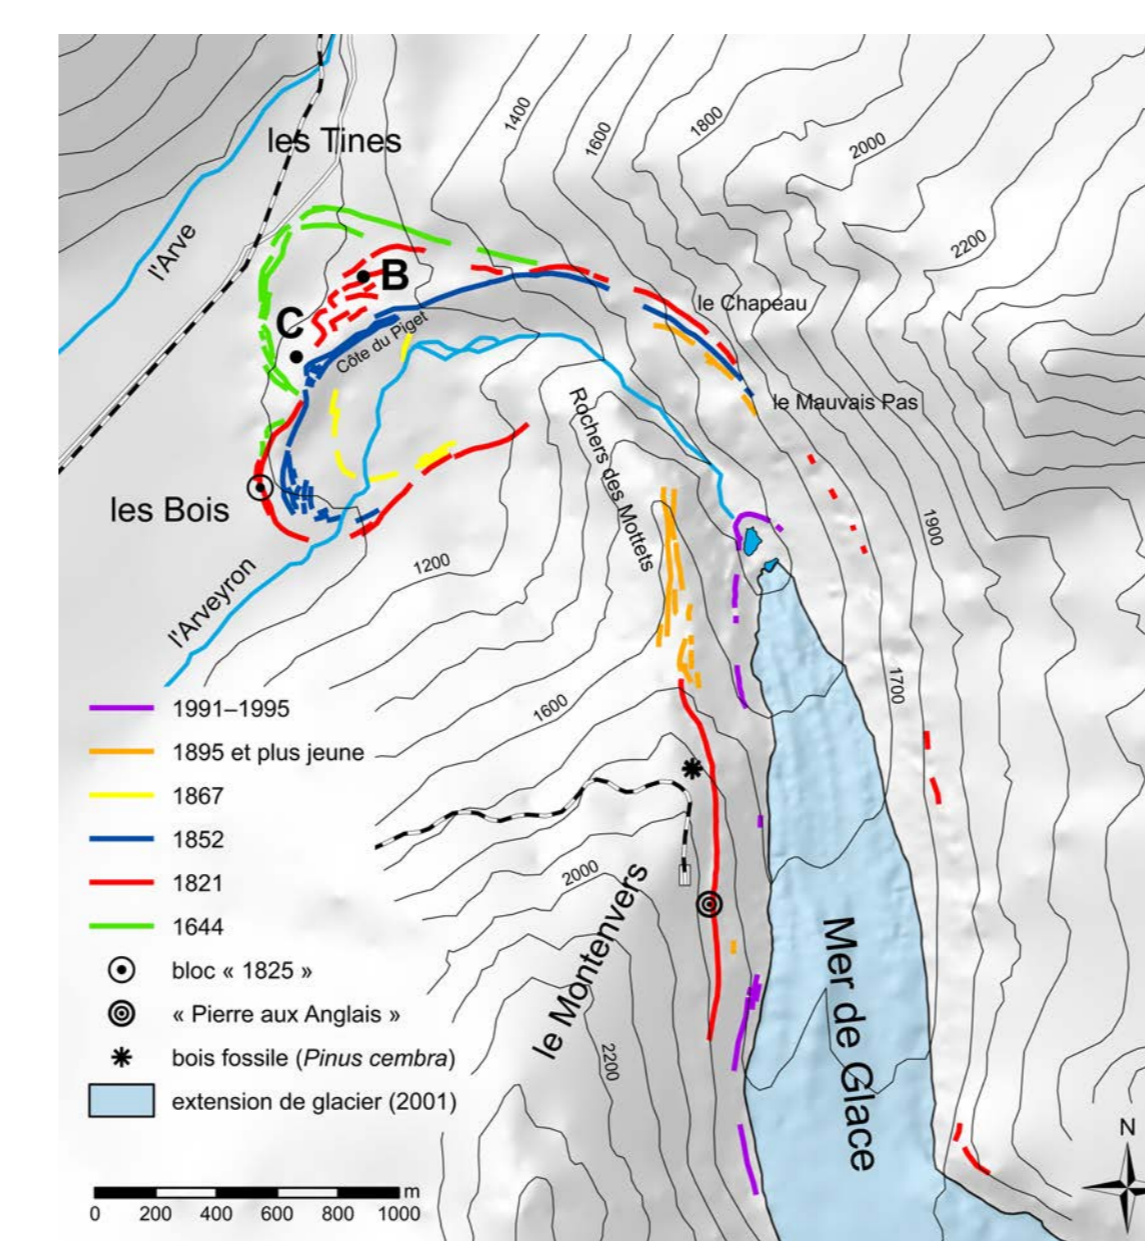 les Tines
1400
1600
1800
2000
2200
l'Arve
B
C
Côte du Piget
le Chapeau
le Mauvais Pas
Rochers des Mottets
les Bois
1900
1200
l'Arveyron
1700
1600
1991–1995
1895 et plus jeune
1867
1852
1821
1644
bloc « 1825 »
« Pierre aux Anglais »
bois fossile (Pinus cembra)
extension de glacier (2001)
2000
le Montenvers
2200
Mer de Glace
N
m
0 200 400 600 800 1000